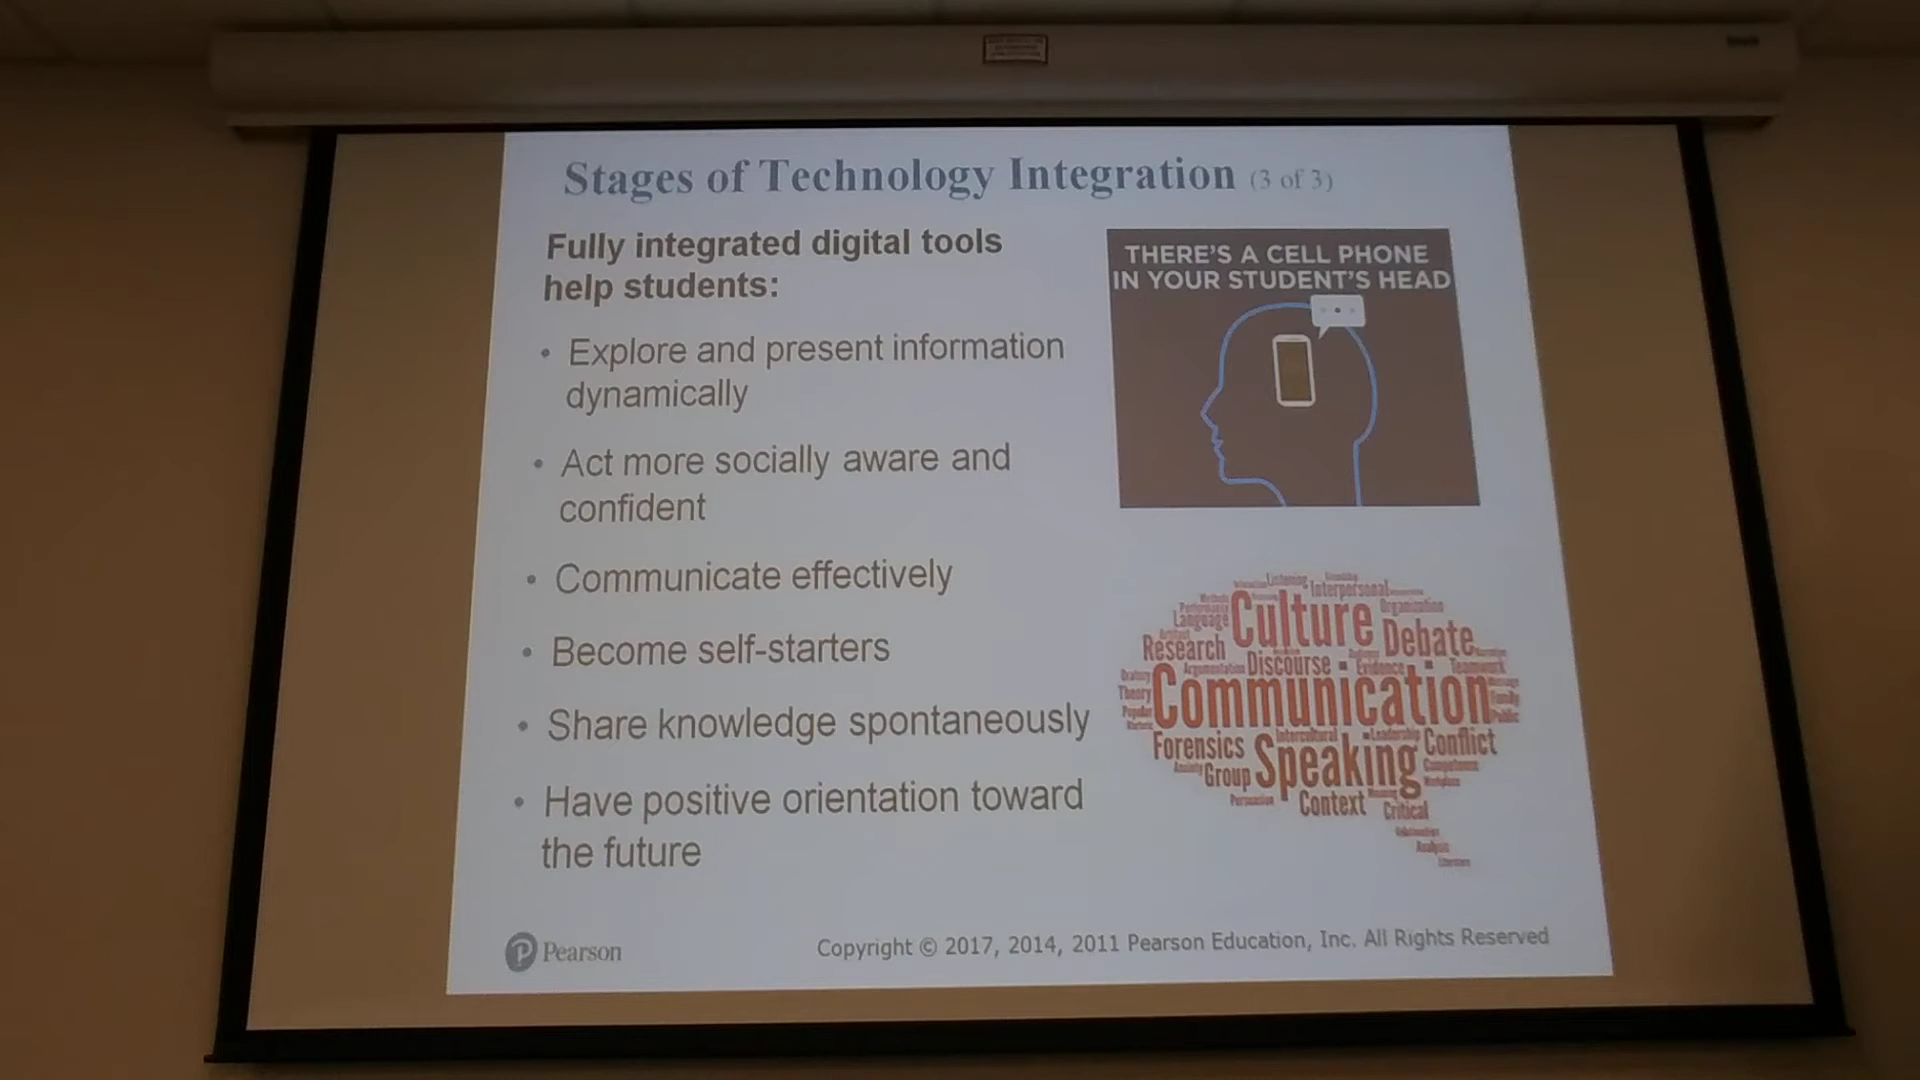 Stages of Technology Integration (3 of 3)
Fully integrated digital tools
help students:
• Explore and present information
dynamically
• Act more socially aware and
confident
• Communicate effectively
• Become self-starters
• Share knowledge spontaneously
• Have positive orientation toward
the future
THERE'S A CELL PHONE
IN YOUR STUDENT'S HEAD
Listening
Interpersonal
Performance
Culture
Organization
Language
Debate
Research
Discourse
Evidence
Argumentation
Teamwork
Theory
Communication
Forensics
Intercultural
Leadership
Conflict
Speaking
Anxiety
Group
Competence
Persuasion
Context
Critical
Relationships
Analysis
Literature
Pearson
Copyright © 2017, 2014, 2011 Pearson Education, Inc. All Rights Reserved